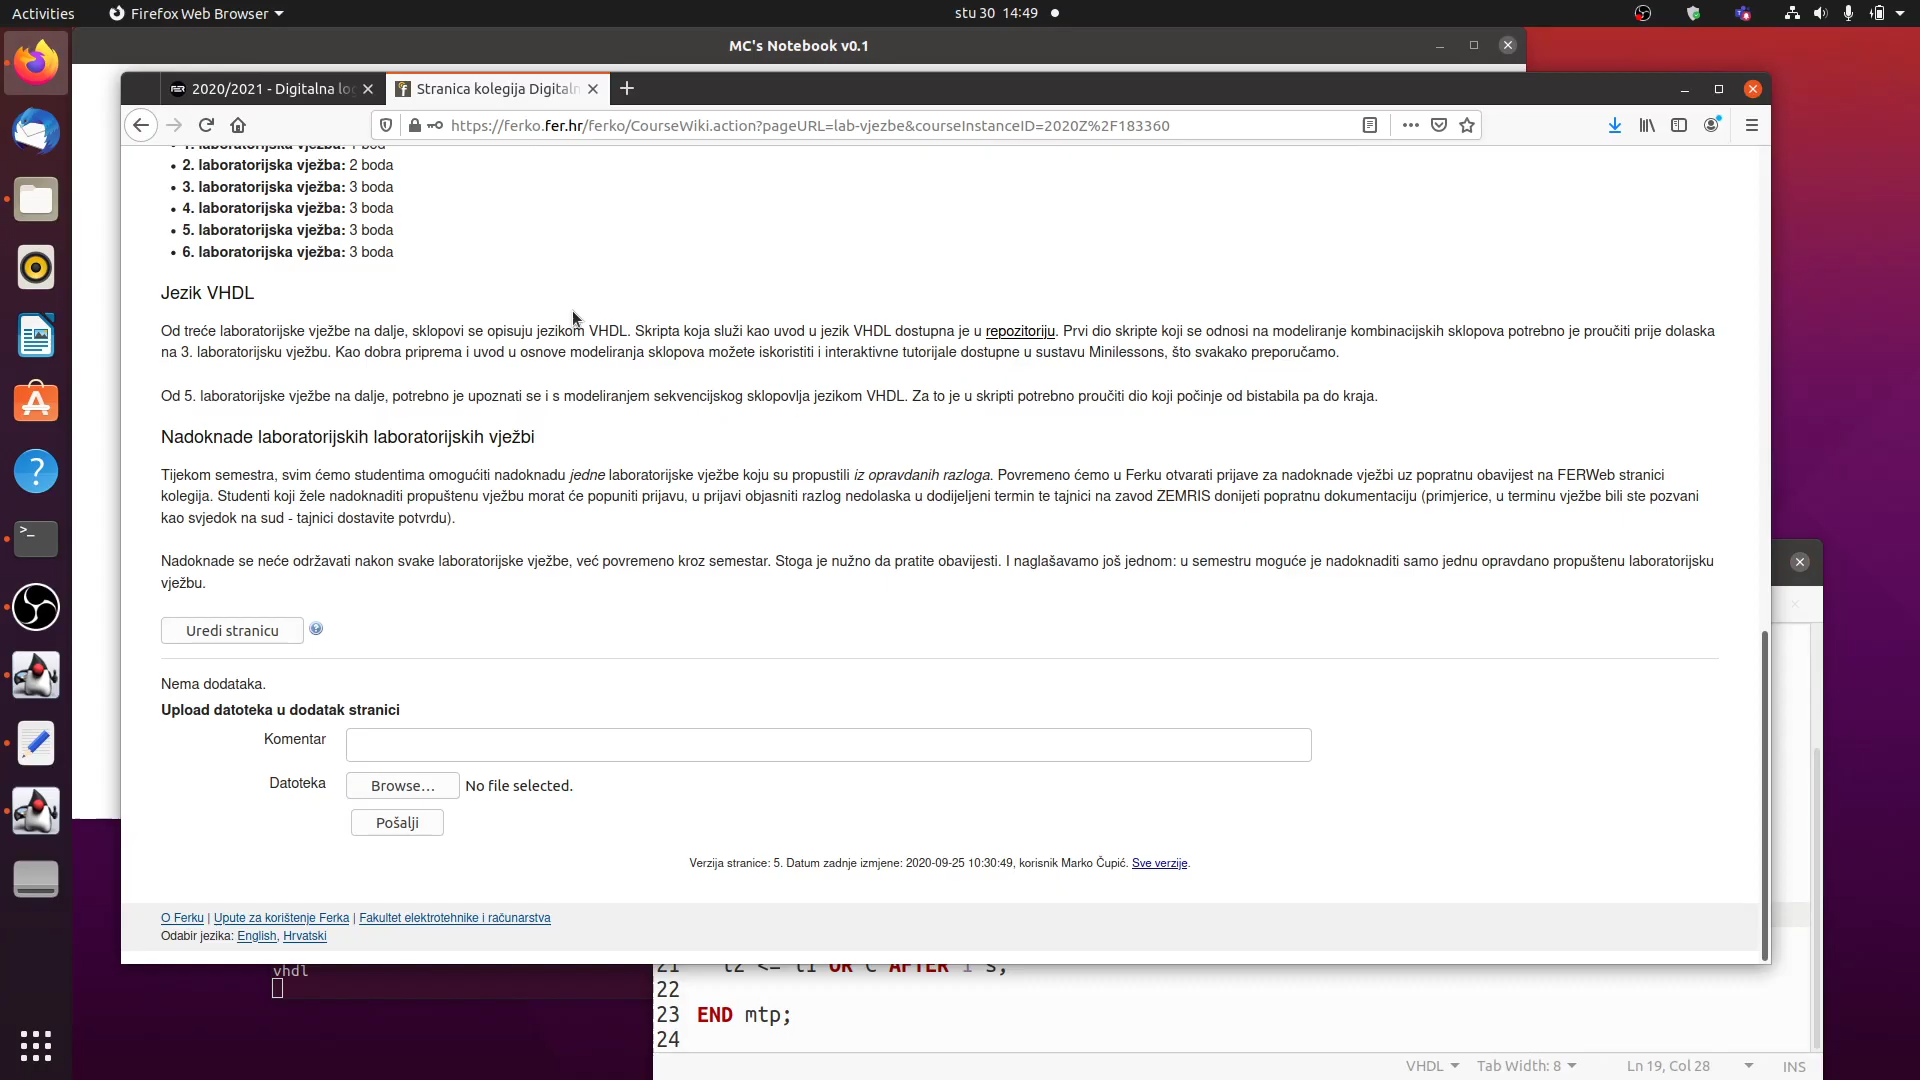 Activities
Firefox Web Browser
stu 30 14:49
MC's Notebook v0.1
2020/2021 - Digitalna lo
Stranica kolegija Digitaln
https://ferko.fer.hr/ferko/CourseWiki.action?pageURL=lab-vjezbe&courseInstanceID=2020Z%2F183360
• 1. laboratorijska vježba: 1 bod
• 2. laboratorijska vježba: 2 boda
• 3. laboratorijska vježba: 3 boda
• 4. laboratorijska vježba: 3 boda
• 5. laboratorijska vježba: 3 boda
• 6. laboratorijska vježba: 3 boda
Jezik VHDL
Od treće laboratorijske vježbe na dalje, sklopovi se opisuju jezikom VHDL. Skripta koja služi kao uvod u jezik VHDL dostupna je u repozitoriju. Prvi dio skripte koji se odnosi na modeliranje kombinacijskih sklopova potrebno je proučiti prije dolaska
na 3. laboratorijsku vježbu. Kao dobra priprema i uvod u osnove modeliranja sklopova možete iskoristiti i interaktivne tutorijale dostupne u sustavu Minilessons, što svakako preporučamo.
Od 5. laboratorijske vježbe na dalje, potrebno je upoznati se i s modeliranjem sekvencijskog sklopovlja jezikom VHDL. Za to je u skripti potrebno proučiti dio koji počinje od bistabila pa do kraja.
Nadoknade laboratorijskih laboratorijskih vježbi
Tijekom semestra, svim ćemo studentima omogućiti nadoknadu jedne laboratorijske vježbe koju su propustili iz opravdanih razloga. Povremeno ćemo u Ferku otvarati prijave za nadoknade vježbi uz popratnu obavijest na FERWeb stranici
kolegija. Studenti koji žele nadoknaditi propuštenu vježbu morat će popuniti prijavu, u prijavi objasniti razlog nedolaska u dodijeljeni termin te tajnici na zavod ZEMRIS donijeti popratnu dokumentaciju (primjerice, u terminu vježbe bili ste pozvani
kao svjedok na sud - tajnici dostavite potvrdu).
Nadoknade se neće održavati nakon svake laboratorijske vježbe, već povremeno kroz semestar. Stoga je nužno da pratite obavijesti. I naglašavamo još jednom: u semestru moguće je nadoknaditi samo jednu opravdano propuštenu laboratorijsku
vježbu.
Uredi stranicu
Nema dodataka.
Upload datoteka u dodatak stranici
Komentar
Datoteka Browse... No file selected.
Pošalji
Verzija stranice: 5. Datum zadnje izmjene: 2020-09-25 10:30:49, korisnik Marko Čupić. Sve verzije.
O Ferku | Upute za korištenje Ferka | Fakultet elektrotehnike i računarstva
Odabir jezika: English, Hrvatski
vhdl
21 t2 <= t1 OR C AFTER 1 s;
22
23 END mtp;
24
VHDL Tab Width: 8 Ln 19, Col 28 INS